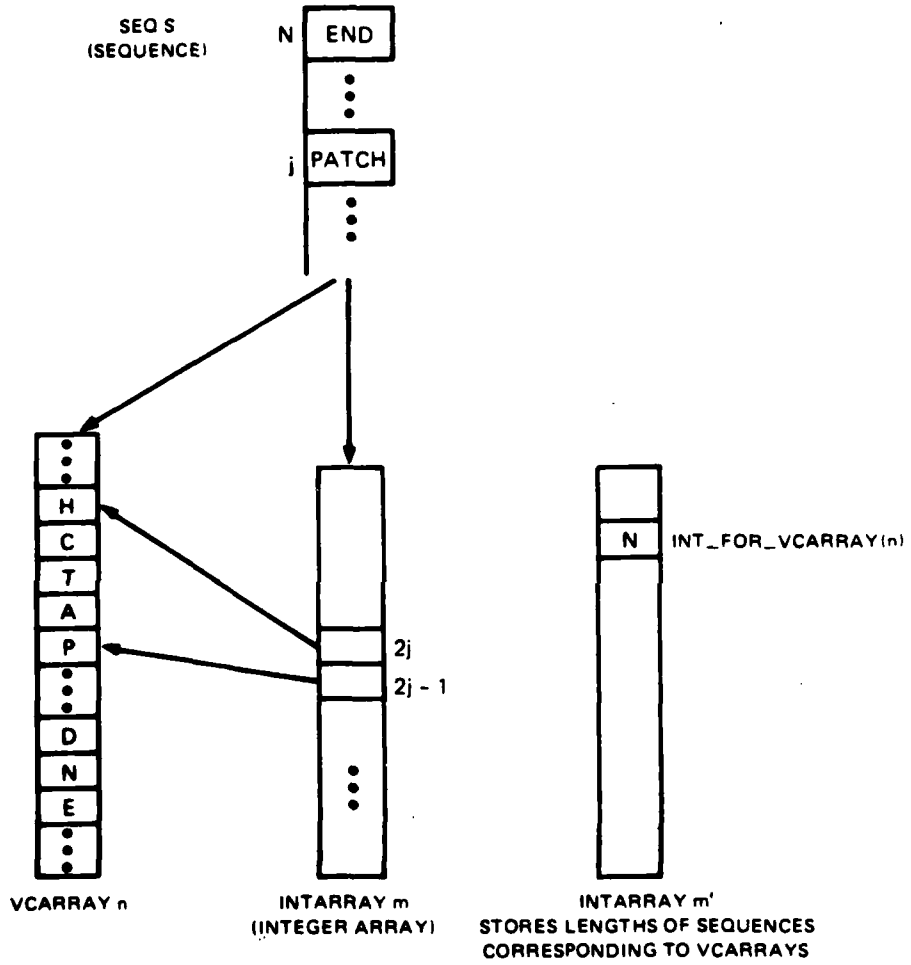 SEQ S
(SEQUENCE)
N
END
j
PATCH
H
C
T
A
P
D
N
E
2j
2j - 1
N
INT_FOR_VCARRAY(n)
VCARRAY n
INTARRAY m
(INTEGER ARRAY)
INTARRAY m'
STORES LENGTHS OF SEQUENCES
CORRESPONDING TO VCARRAYS